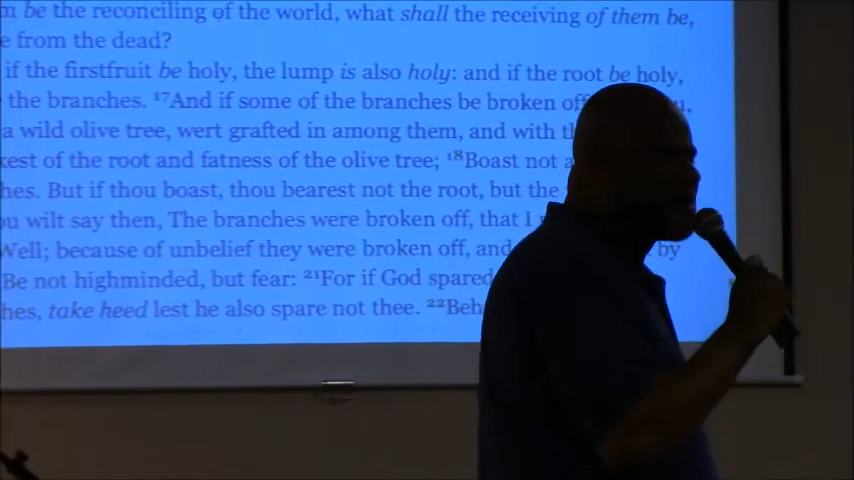 be the reconciling of the world, what shall the receiving of them be,
from the dead?
if the firstfruit be holy, the lump is also holy: and if the root be holy,
the branches. ¹⁷And if some of the branches be broken off
a wild olive tree, wert grafted in among them, and with
of the root and fatness of the olive tree; ¹⁸Boast not
But if thou boast, thou bearest not the root, but the
wilt say then, The branches were broken off, that I
Well; because of unbelief they were broken off, and by
Be not highminded, but fear: ²¹For if God spared
take heed lest he also spare not thee. ²²Beh